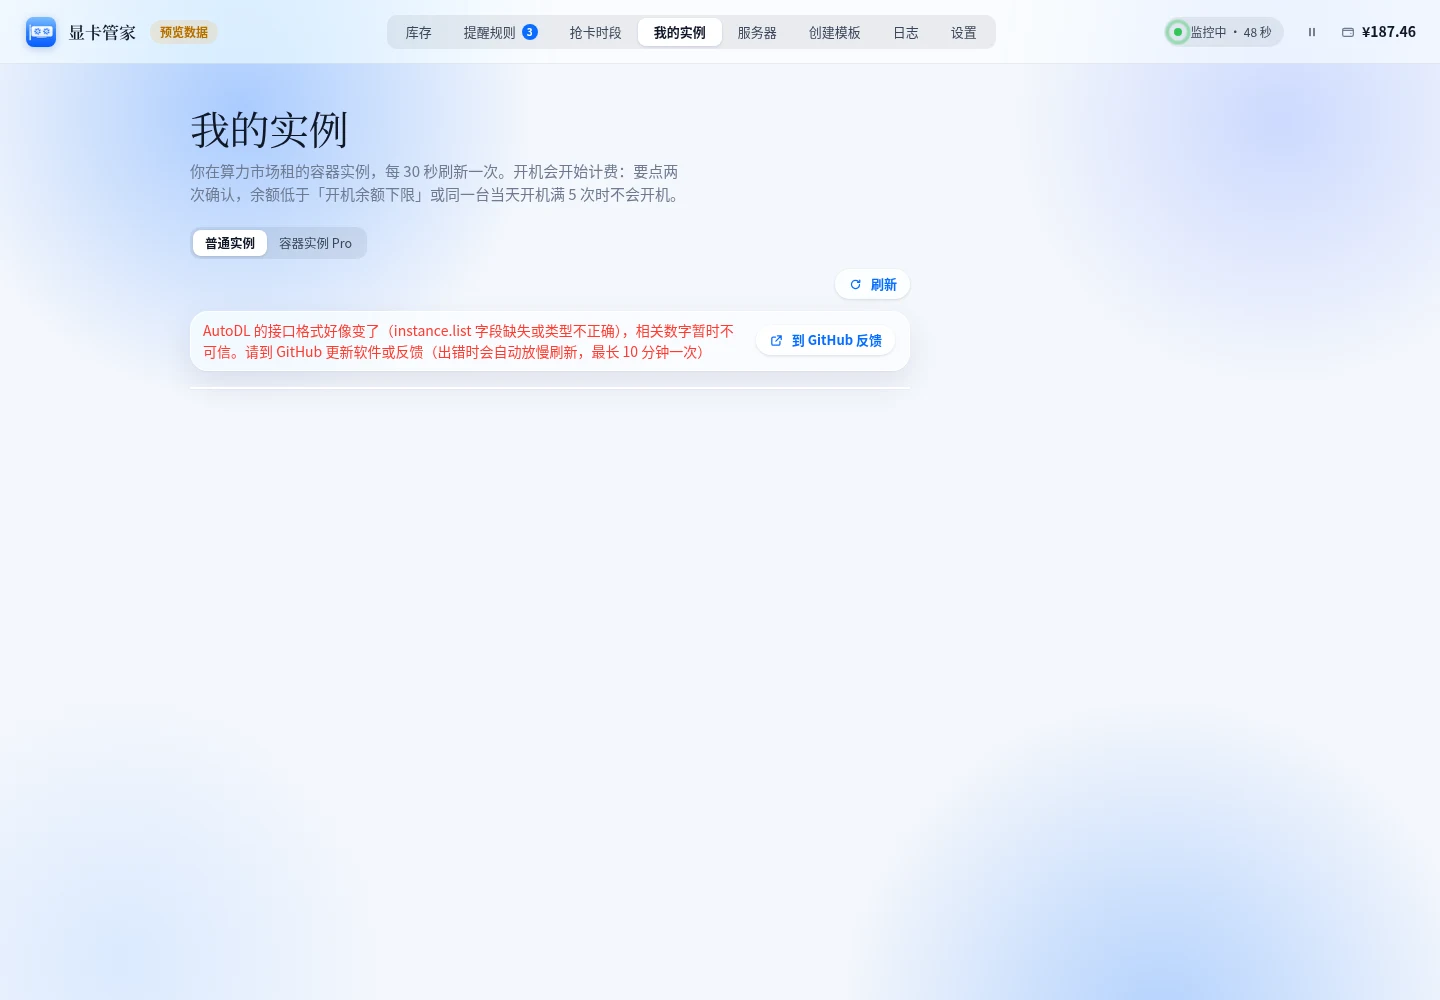 显卡管家
预览数据
库存
提醒规则 3
抢卡时段
我的实例
服务器
创建模板
日志
设置
监控中 · 48 秒
¥187.46
我的实例
你在算力市场租的容器实例，每 30 秒刷新一次。开机会开始计费：要点两
次确认，余额低于「开机余额下限」或同一台当天开机满 5 次时不会开机。
普通实例
容器实例 Pro
刷新
AutoDL 的接口格式好像变了（instance.list 字段缺失或类型不正确），相关数字暂时不
可信。请到 GitHub 更新软件或反馈（出错时会自动放慢刷新，最长 10 分钟一次）
到 GitHub 反馈